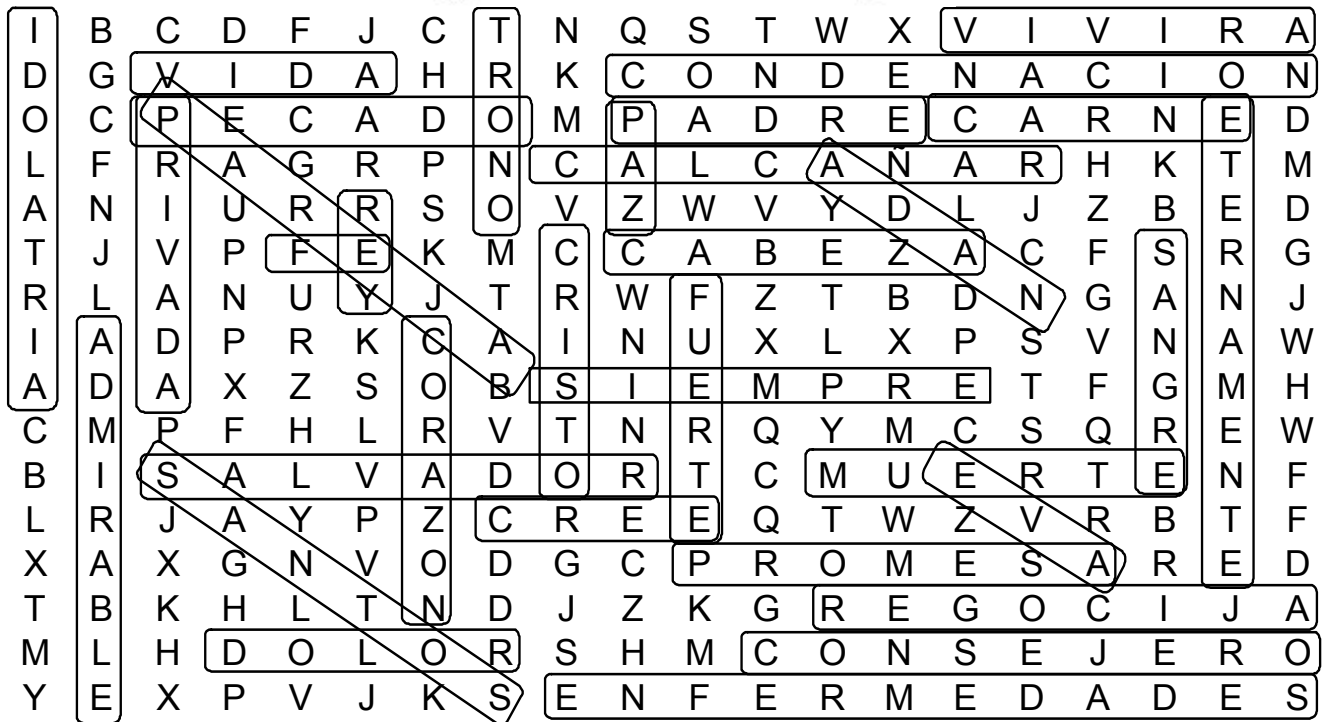 I B C D F J C T N Q S T W X V I V I R A
D G V I D A H R K C O N D E N A C I O N
O C P E C A D O M P A D R E C A R N E D
L F R A G R P N C A L C A Ñ A R H K T M
A N I U R R S O V Z W V Y D L J Z B E D
T J V P F E K M C C A B E Z A C F S R G
R L A N U Y J T R W F Z T B D N G A N J
I A D P R K C A I N U X L X P S V N A W
A D A X Z S O B S I E M P R E T F G M H
C M P F H L R V T N R Q Y M C S Q R E W
B I S A L V A D O R T C M U E R T E N F
L R J A Y P Z C R E E Q T W Z V R B T F
X A X G N V O D G C P R O M E S A R E D
T B K H L T N D J Z K G R E G O C I J A
M L H D O L O R S H M C O N S E J E R O
Y E X P V J K S E N F E R M E D A D E S